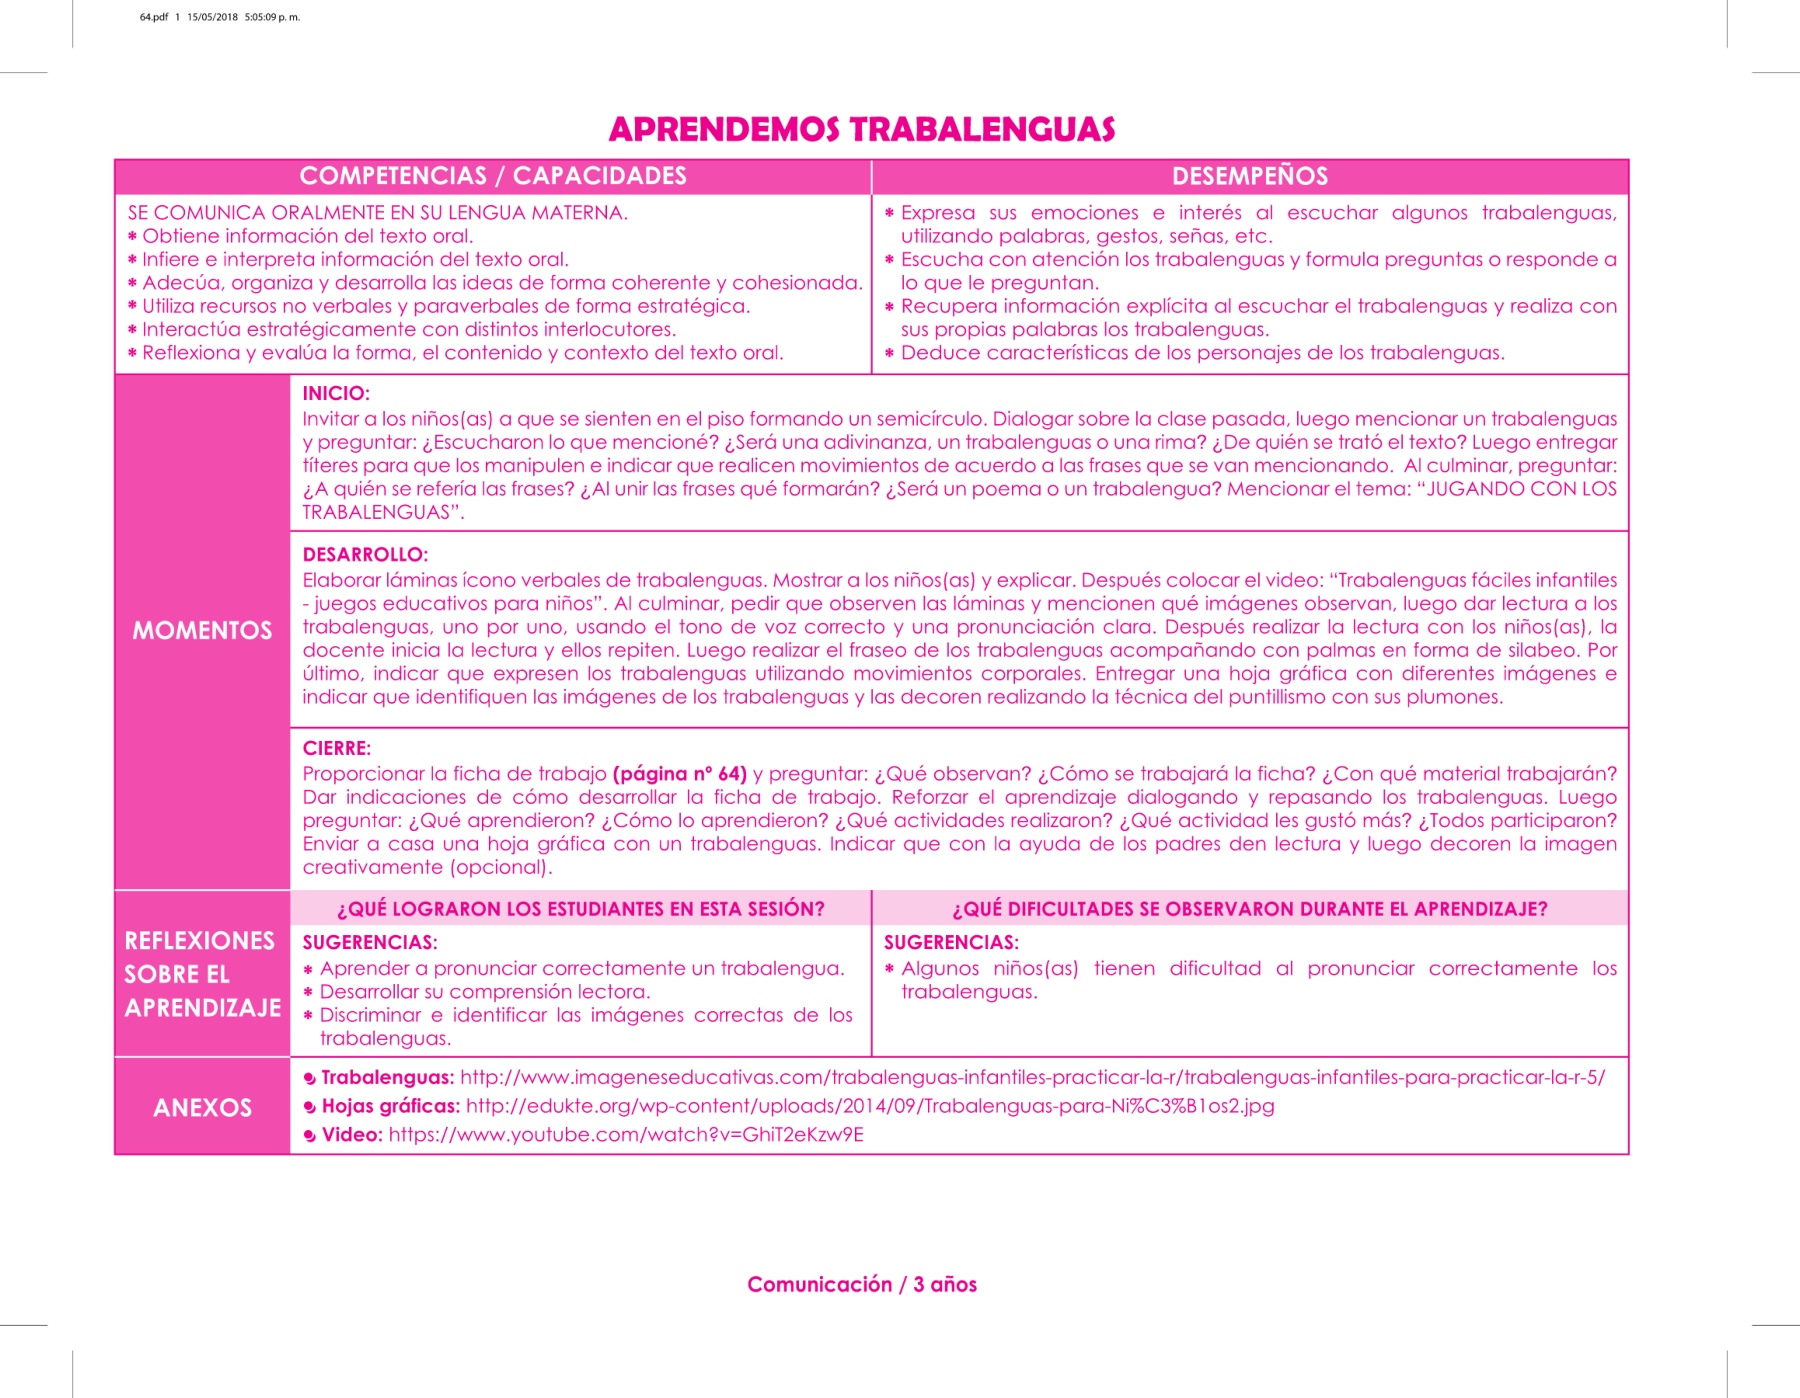 64.pdf 1 15/05/2018 5:05:09 p. m.
APRENDEMOS TRABALENGUAS
COMPETENCIAS / CAPACIDADES
DESEMPEÑOS
SE COMUNICA ORALMENTE EN SU LENGUA MATERNA.
* Obtiene información del texto oral.
* Infiere e interpreta información del texto oral.
* Adecúa, organiza y desarrolla las ideas de forma coherente y cohesionada.
* Utiliza recursos no verbales y paraverbales de forma estratégica.
* Interactúa estratégicamente con distintos interlocutores.
* Reflexiona y evalúa la forma, el contenido y contexto del texto oral.
* Expresa sus emociones e interés al escuchar algunos trabalenguas,
utilizando palabras, gestos, señas, etc.
* Escucha con atención los trabalenguas y formula preguntas o responde a
lo que le preguntan.
* Recupera información explícita al escuchar el trabalenguas y realiza con
sus propias palabras los trabalenguas.
* Deduce características de los personajes de los trabalenguas.
MOMENTOS
INICIO:
Invitar a los niños(as) a que se sienten en el piso formando un semicírculo. Dialogar sobre la clase pasada, luego mencionar un trabalenguas
y preguntar: ¿Escucharon lo que mencioné? ¿Será una adivinanza, un trabalenguas o una rima? ¿De quién se trató el texto? Luego entregar
títeres para que los manipulen e indicar que realicen movimientos de acuerdo a las frases que se van mencionando. Al culminar, preguntar:
¿A quién se refería las frases? ¿Al unir las frases qué formarán? ¿Será un poema o un trabalengua? Mencionar el tema: “JUGANDO CON LOS
TRABALENGUAS”.
DESARROLLO:
Elaborar láminas ícono verbales de trabalenguas. Mostrar a los niños(as) y explicar. Después colocar el video: “Trabalenguas fáciles infantiles
- juegos educativos para niños”. Al culminar, pedir que observen las láminas y mencionen qué imágenes observan, luego dar lectura a los
trabalenguas, uno por uno, usando el tono de voz correcto y una pronunciación clara. Después realizar la lectura con los niños(as), la
docente inicia la lectura y ellos repiten. Luego realizar el fraseo de los trabalenguas acompañando con palmas en forma de silabeo. Por
último, indicar que expresen los trabalenguas utilizando movimientos corporales. Entregar una hoja gráfica con diferentes imágenes e
indicar que identifiquen las imágenes de los trabalenguas y las decoren realizando la técnica del puntillismo con sus plumones.
CIERRE:
Proporcionar la ficha de trabajo (página nº 64) y preguntar: ¿Qué observan? ¿Cómo se trabajará la ficha? ¿Con qué material trabajarán?
Dar indicaciones de cómo desarrollar la ficha de trabajo. Reforzar el aprendizaje dialogando y repasando los trabalenguas. Luego
preguntar: ¿Qué aprendieron? ¿Cómo lo aprendieron? ¿Qué actividades realizaron? ¿Qué actividad les gustó más? ¿Todos participaron?
Enviar a casa una hoja gráfica con un trabalenguas. Indicar que con la ayuda de los padres den lectura y luego decoren la imagen
creativamente (opcional).
REFLEXIONES
SOBRE EL
APRENDIZAJE
¿QUÉ LOGRARON LOS ESTUDIANTES EN ESTA SESIÓN?
SUGERENCIAS:
* Aprender a pronunciar correctamente un trabalengua.
* Desarrollar su comprensión lectora.
* Discriminar e identificar las imágenes correctas de los
trabalenguas.
¿QUÉ DIFICULTADES SE OBSERVARON DURANTE EL APRENDIZAJE?
SUGERENCIAS:
* Algunos niños(as) tienen dificultad al pronunciar correctamente los
trabalenguas.
ANEXOS
Trabalenguas: http://www.imageneseducativas.com/trabalenguas-infantiles-practicar-la-r/trabalenguas-infantiles-para-practicar-la-r-5/
Hojas gráficas: http://edukte.org/wp-content/uploads/2014/09/Trabalenguas-para-Ni%C3%B1os2.jpg
Video: https://www.youtube.com/watch?v=GhiT2eKzw9E
Comunicación / 3 años